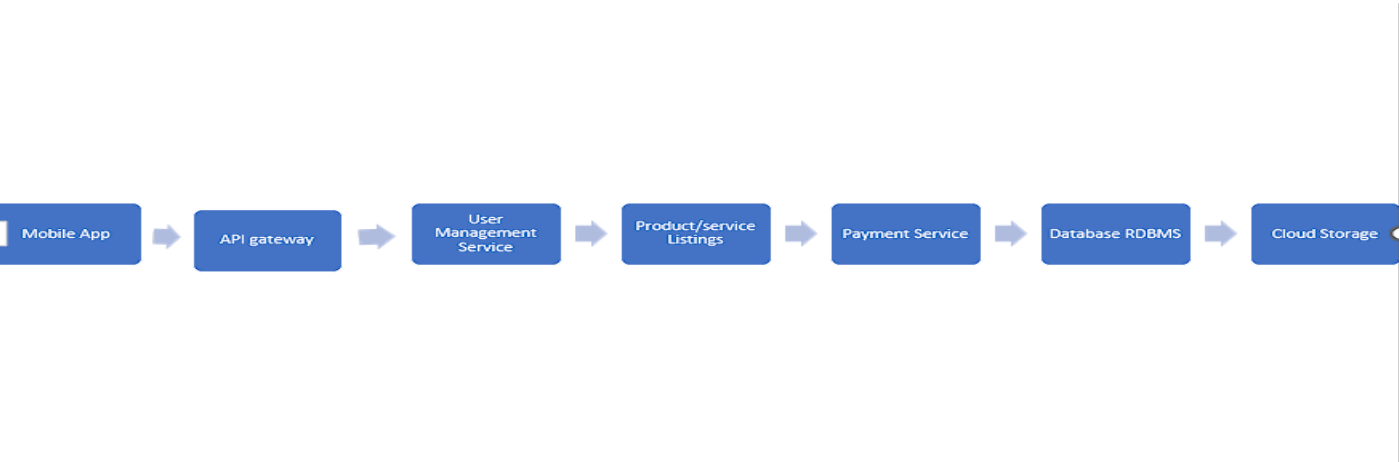 Mobile App
API gateway
User
Management
Service
Product/service
Listings
Payment Service
Database RDBMS
Cloud Storage